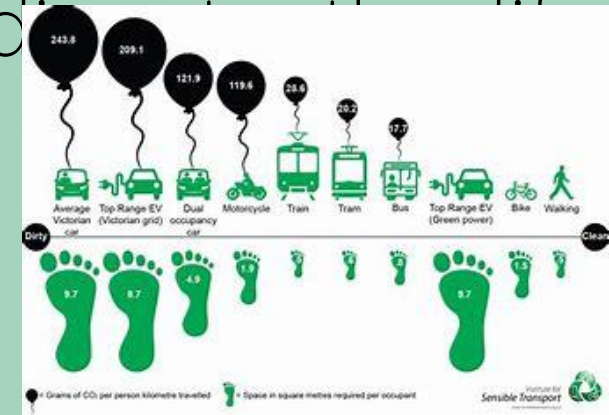 243.8
209.1
121.9
119.6
28.6
20.2
17.7
Average Victorian car
Top Range EV (Victorian grid)
Dual occupancy car
Motorcycle
Train
Tram
Bus
Top Range EV (Green power)
Bike
Walking
Dirty
Clean
9.7
9.7
4.9
1.9
9.7
1.5
= Grams of CO₂ per person kilometre travelled
= Space in square metres required per occupant
Institute for
Sensible Transport